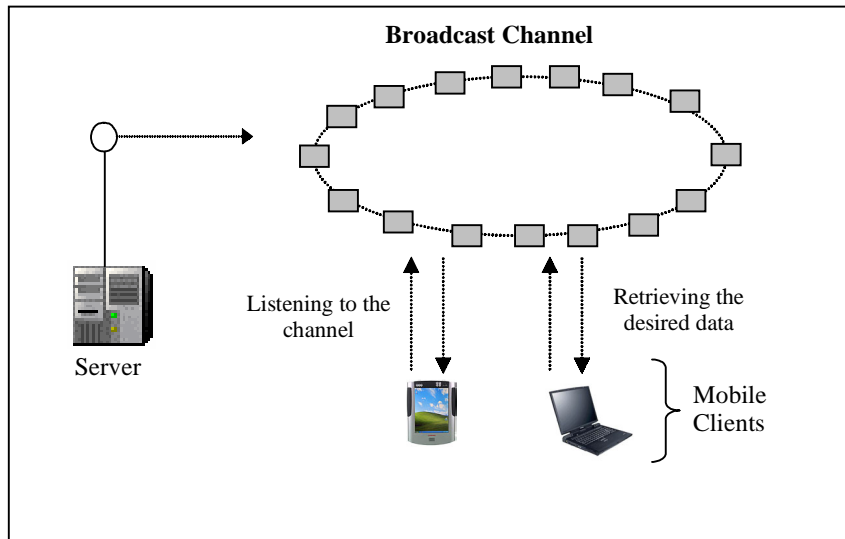 Broadcast Channel
Listening to the
channel
Retrieving the
desired data
Server
Mobile
Clients